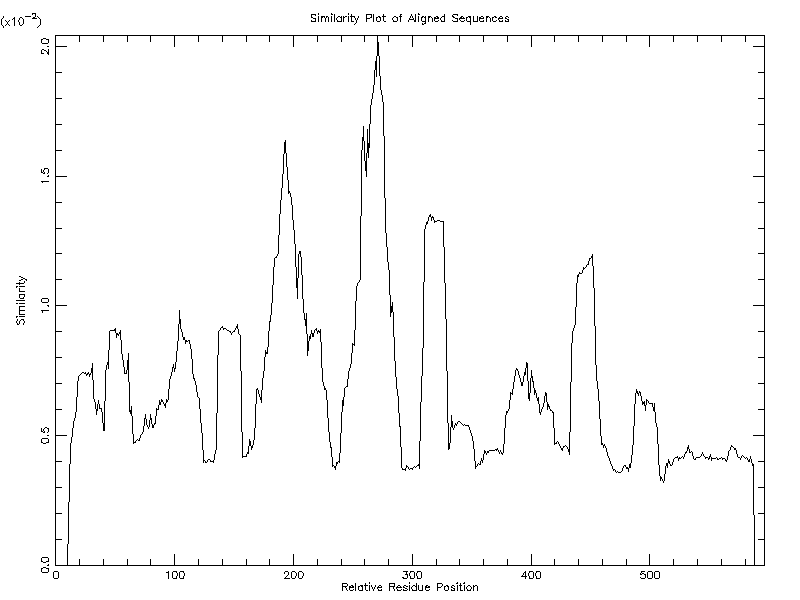 Similarity Plot of Aligned Sequences
(x10⁻²)
2.0
1.5
1.0
0.5
0.0
Similarity
0 100 200 300 400 500
Relative Residue Position